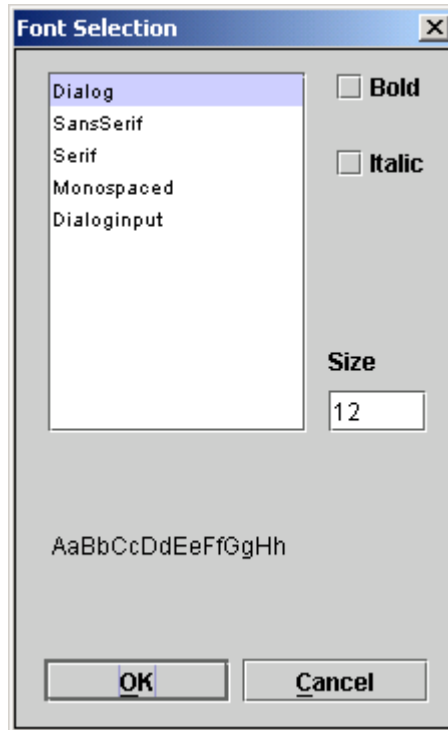 Font Selection
Dialog
SansSerif
Serif
Monospaced
Dialoginput
Bold
Italic
Size
12
AaBbCcDdEeFfGgHh
OK
Cancel